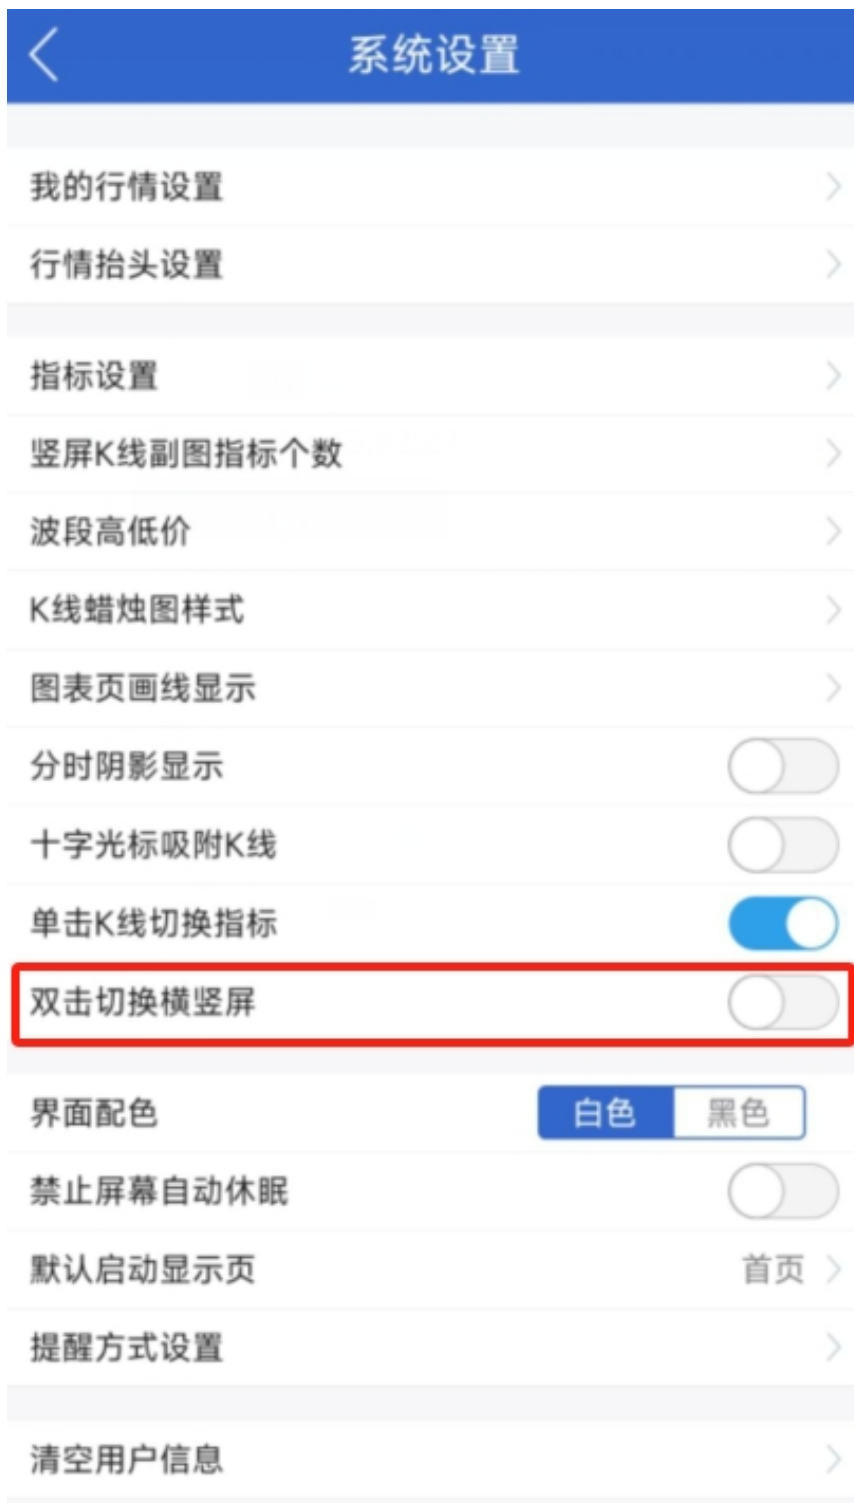 系统设置
我的行情设置
行情抬头设置
指标设置
竖屏K线副图指标个数
波段高低价
K线蜡烛图样式
图表页画线显示
分时阴影显示
十字光标吸附K线
单击K线切换指标
双击切换横竖屏
界面配色 白色 黑色
禁止屏幕自动休眠
默认启动显示页 首页
提醒方式设置
清空用户信息